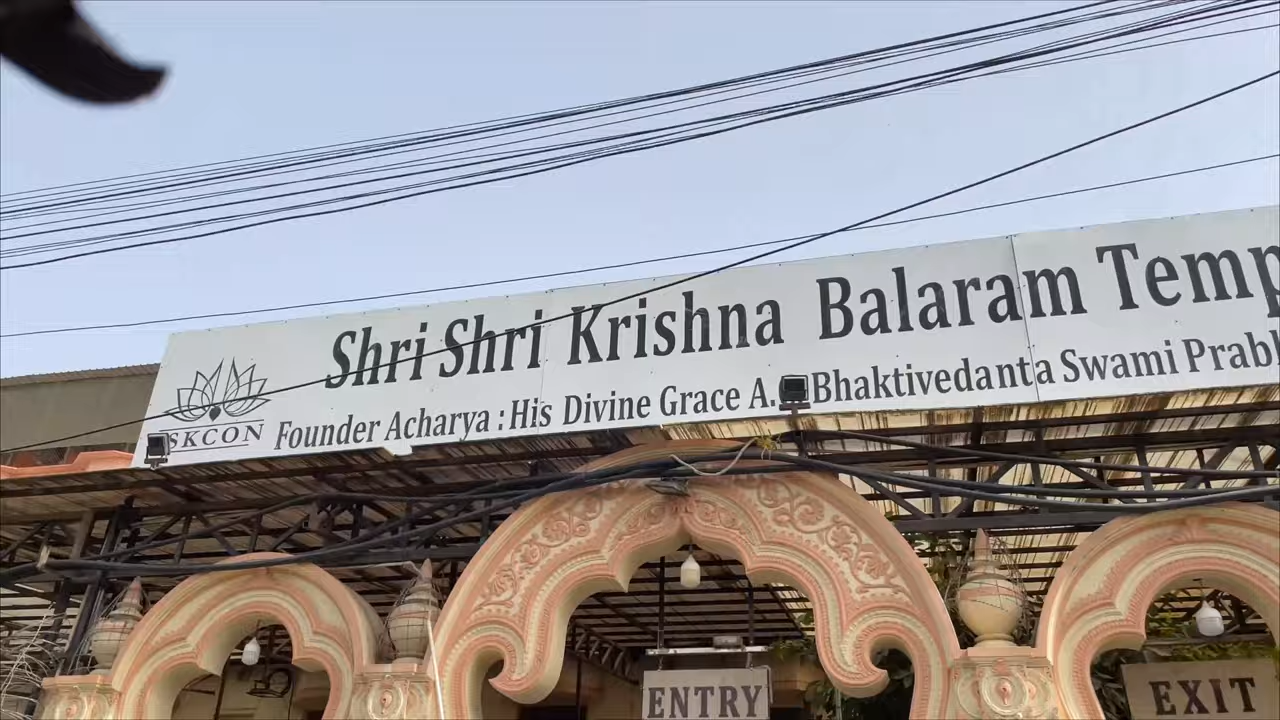 Shri Shri Krishna Balaram Temp
ISKCON
Founder Acharya : His Divine Grace A. Bhaktivedanta Swami Prabh
ENTRY
EXIT